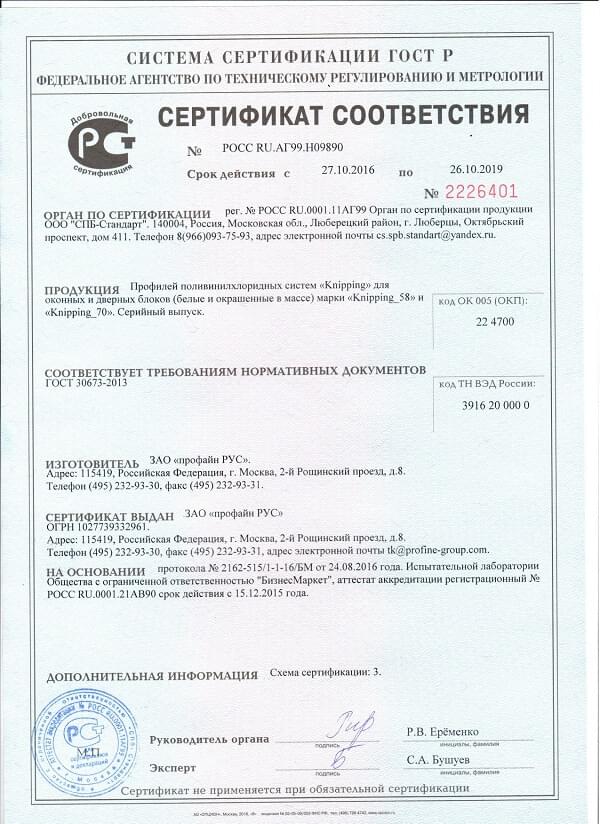 СИСТЕМА СЕРТИФИКАЦИИ ГОСТ Р
ФЕДЕРАЛЬНОЕ АГЕНТСТВО ПО ТЕХНИЧЕСКОМУ РЕГУЛИРОВАНИЮ И МЕТРОЛОГИИ
Добровольная
РСТ
сертификация
СЕРТИФИКАТ СООТВЕТСТВИЯ
№ РОСС RU.АГ99.Н09890
Срок действия с 27.10.2016 по 26.10.2019
№ 2226401
ОРГАН ПО СЕРТИФИКАЦИИ рег. № РОСС RU.0001.11АГ99 Орган по сертификации продукции
ООО "СПБ-Стандарт". 140004, Россия, Московская обл., Люберецкий район, г. Люберцы, Октябрьский
проспект, дом 411. Телефон 8(966)093-75-93, адрес электронной почты cs.spb.standart@yandex.ru.
ПРОДУКЦИЯ Профилей поливинилхлоридных систем «Knipping» для
оконных и дверных блоков (белые и окрашенные в массе) марки «Knipping_58» и
«Knipping_70». Серийный выпуск.
код ОК 005 (ОКП):
22 4700
СООТВЕТСТВУЕТ ТРЕБОВАНИЯМ НОРМАТИВНЫХ ДОКУМЕНТОВ
ГОСТ 30673-2013
код ТН ВЭД России:
3916 20 000 0
ИЗГОТОВИТЕЛЬ ЗАО «профайн РУС».
Адрес: 115419, Российская Федерация, г. Москва, 2-й Рощинский проезд, д.8.
Телефон (495) 232-93-30, факс (495) 232-93-31.
СЕРТИФИКАТ ВЫДАН ЗАО «профайн РУС»
ОГРН 1027739332961.
Адрес: 115419, Российская Федерация, г. Москва, 2-й Рощинский проезд, д.8.
Телефон (495) 232-93-30, факс (495) 232-93-31, адрес электронной почты tk@profine-group.com.
НА ОСНОВАНИИ протокола № 2162-515/1-1-16/БМ от 24.08.2016 года. Испытательной лаборатории
Общества с ограниченной ответственностью "БизнесМаркет", аттестат аккредитации регистрационный №
РОСС RU.0001.21АВ90 срок действия с 15.12.2015 года.
ДОПОЛНИТЕЛЬНАЯ ИНФОРМАЦИЯ Схема сертификации: 3.
М.П.
Руководитель органа
подпись
Р.В. Ерёменко
инициалы, фамилия
Эксперт
подпись
С.А. Бушуев
инициалы, фамилия
Сертификат не применяется при обязательной сертификации